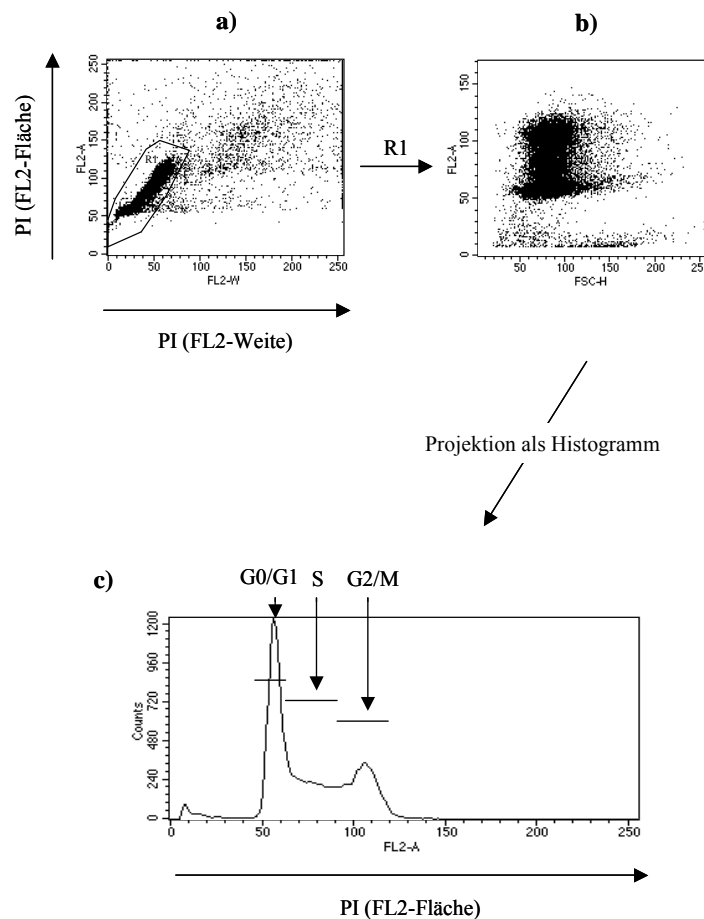 a)
b)
PI (FL2-Fläche)
FL2-A
0 50 100 150 200 250
R1
0 50 100 150 200 250
FL2-W
PI (FL2-Weite)
R1
FL2-A
0 50 100 150
50 100 150 200 250
FSC-H
Projektion als Histogramm
c)
G0/G1 S G2/M
Counts
0 240 480 720 960 1200
0 50 100 150 200 250
FL2-A
PI (FL2-Fläche)